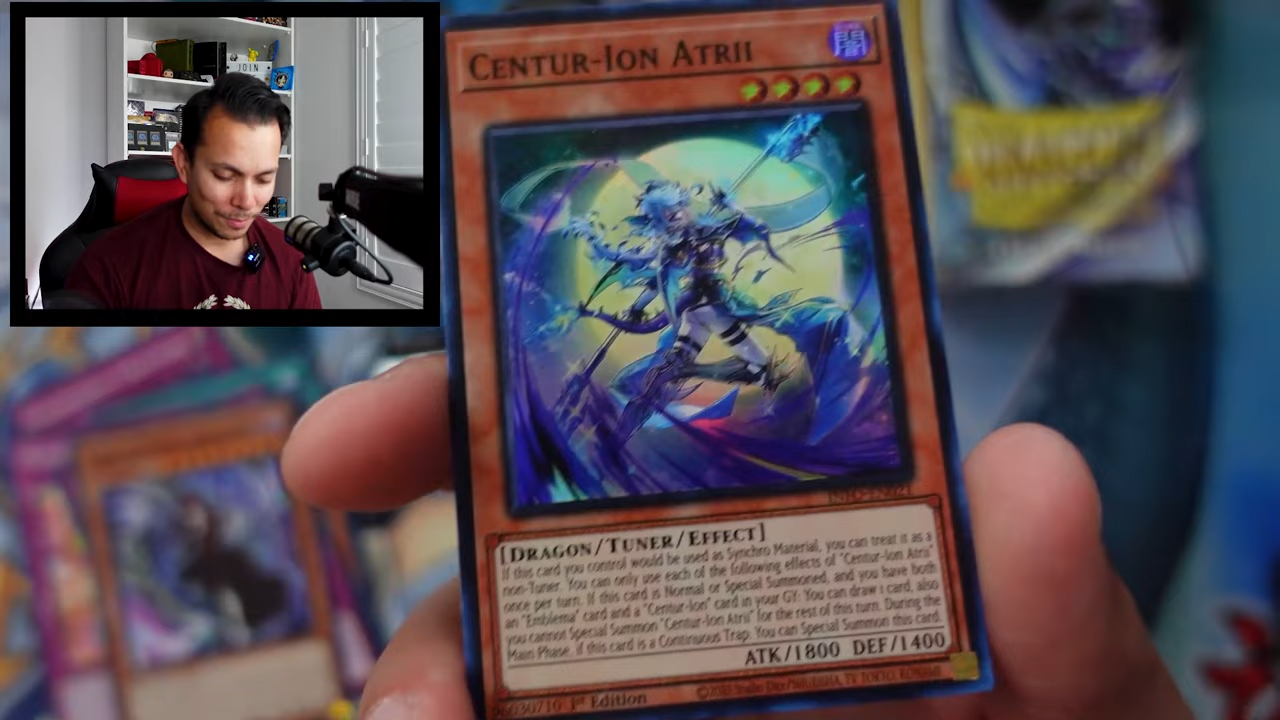 JOIN
CENTUR-ION ATRII
闇
[DRAGON/TUNER/EFFECT]
If this card you control would be used as Synchro Material, you can treat it as a
non-Tuner. You can only use each of the following effects of "Centur-Ion Atrii"
once per turn. If this card is Normal or Special Summoned, and you have both
an "Emblema" card and a "Centur-Ion" card in your GY: You can draw 1 card, also
you cannot Special Summon "Centur-Ion Atrii" for the rest of this turn. During the
Main Phase, if this card is a Continuous Trap: You can Special Summon this card.
ATK/1800 DEF/1400
1st Edition